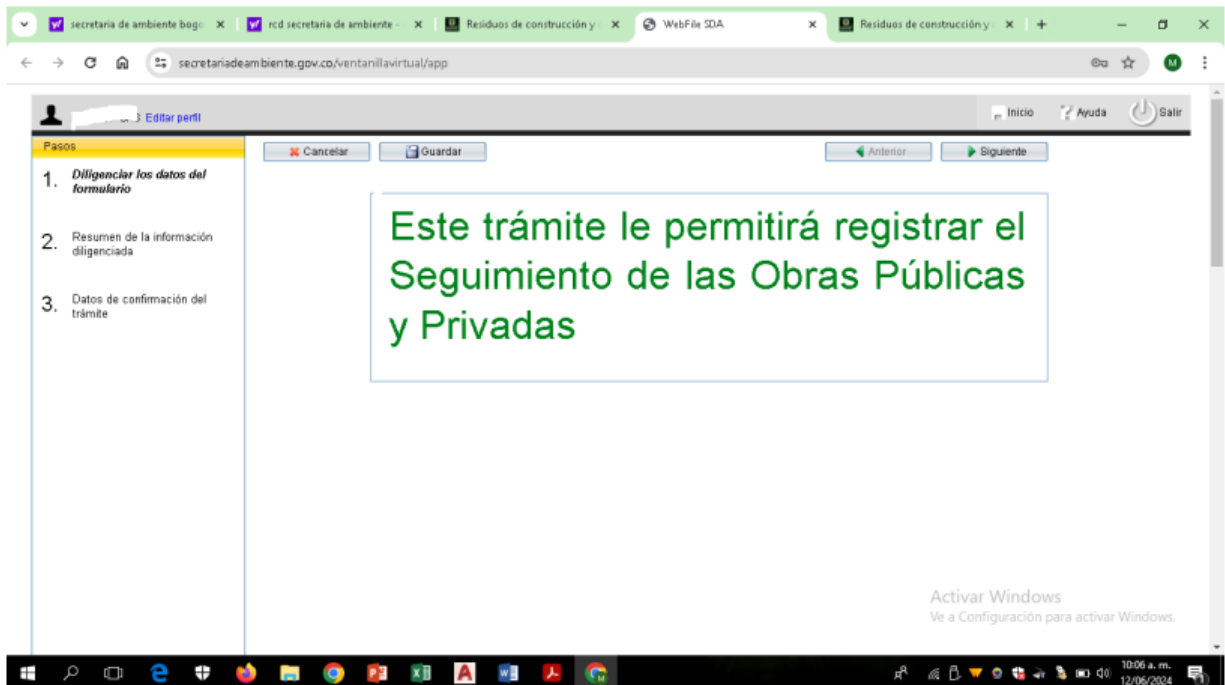 secretaria de ambiente bogo
rcd secretaria de ambiente -
Residuos de construcción y
WebFile SDA
Residuos de construcción y
secretariadeambiente.gov.co/ventanillavirtual/app
M
Editar perfil
Inicio
Ayuda
Salir
Pasos
1. Diligenciar los datos del
formulario
2. Resumen de la información
diligenciada
3. Datos de confirmación del
trámite
Cancelar
Guardar
Anterior
Siguiente
Este trámite le permitirá registrar el
Seguimiento de las Obras Públicas
y Privadas
Activar Windows
Ve a Configuración para activar Windows.
10:06 a. m.
12/06/2024